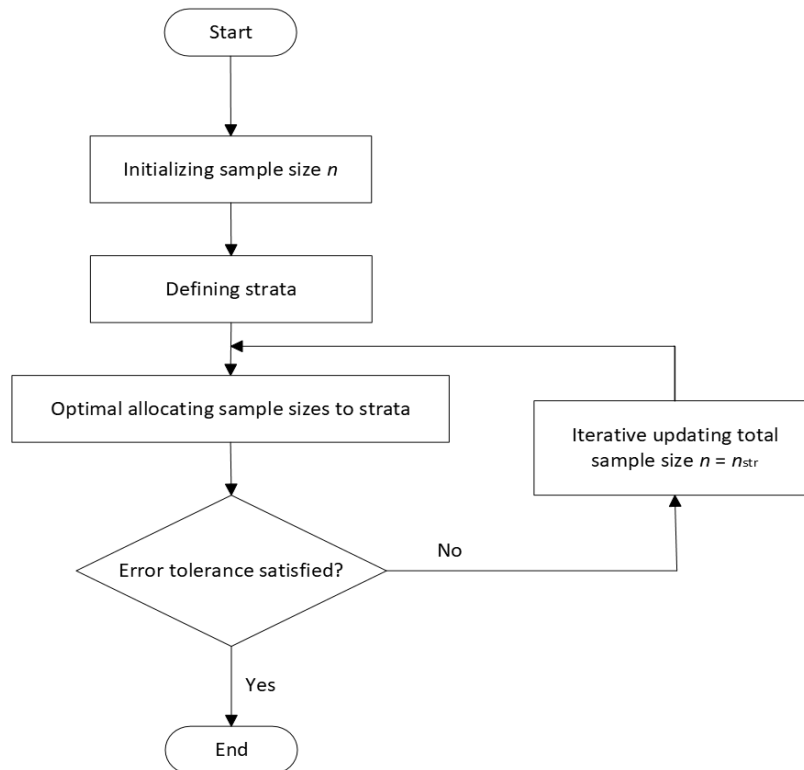 Start
Initializing sample size n
Defining strata
Optimal allocating sample sizes to strata
Iterative updating total
sample size n = nstr
No
Error tolerance satisfied?
Yes
End